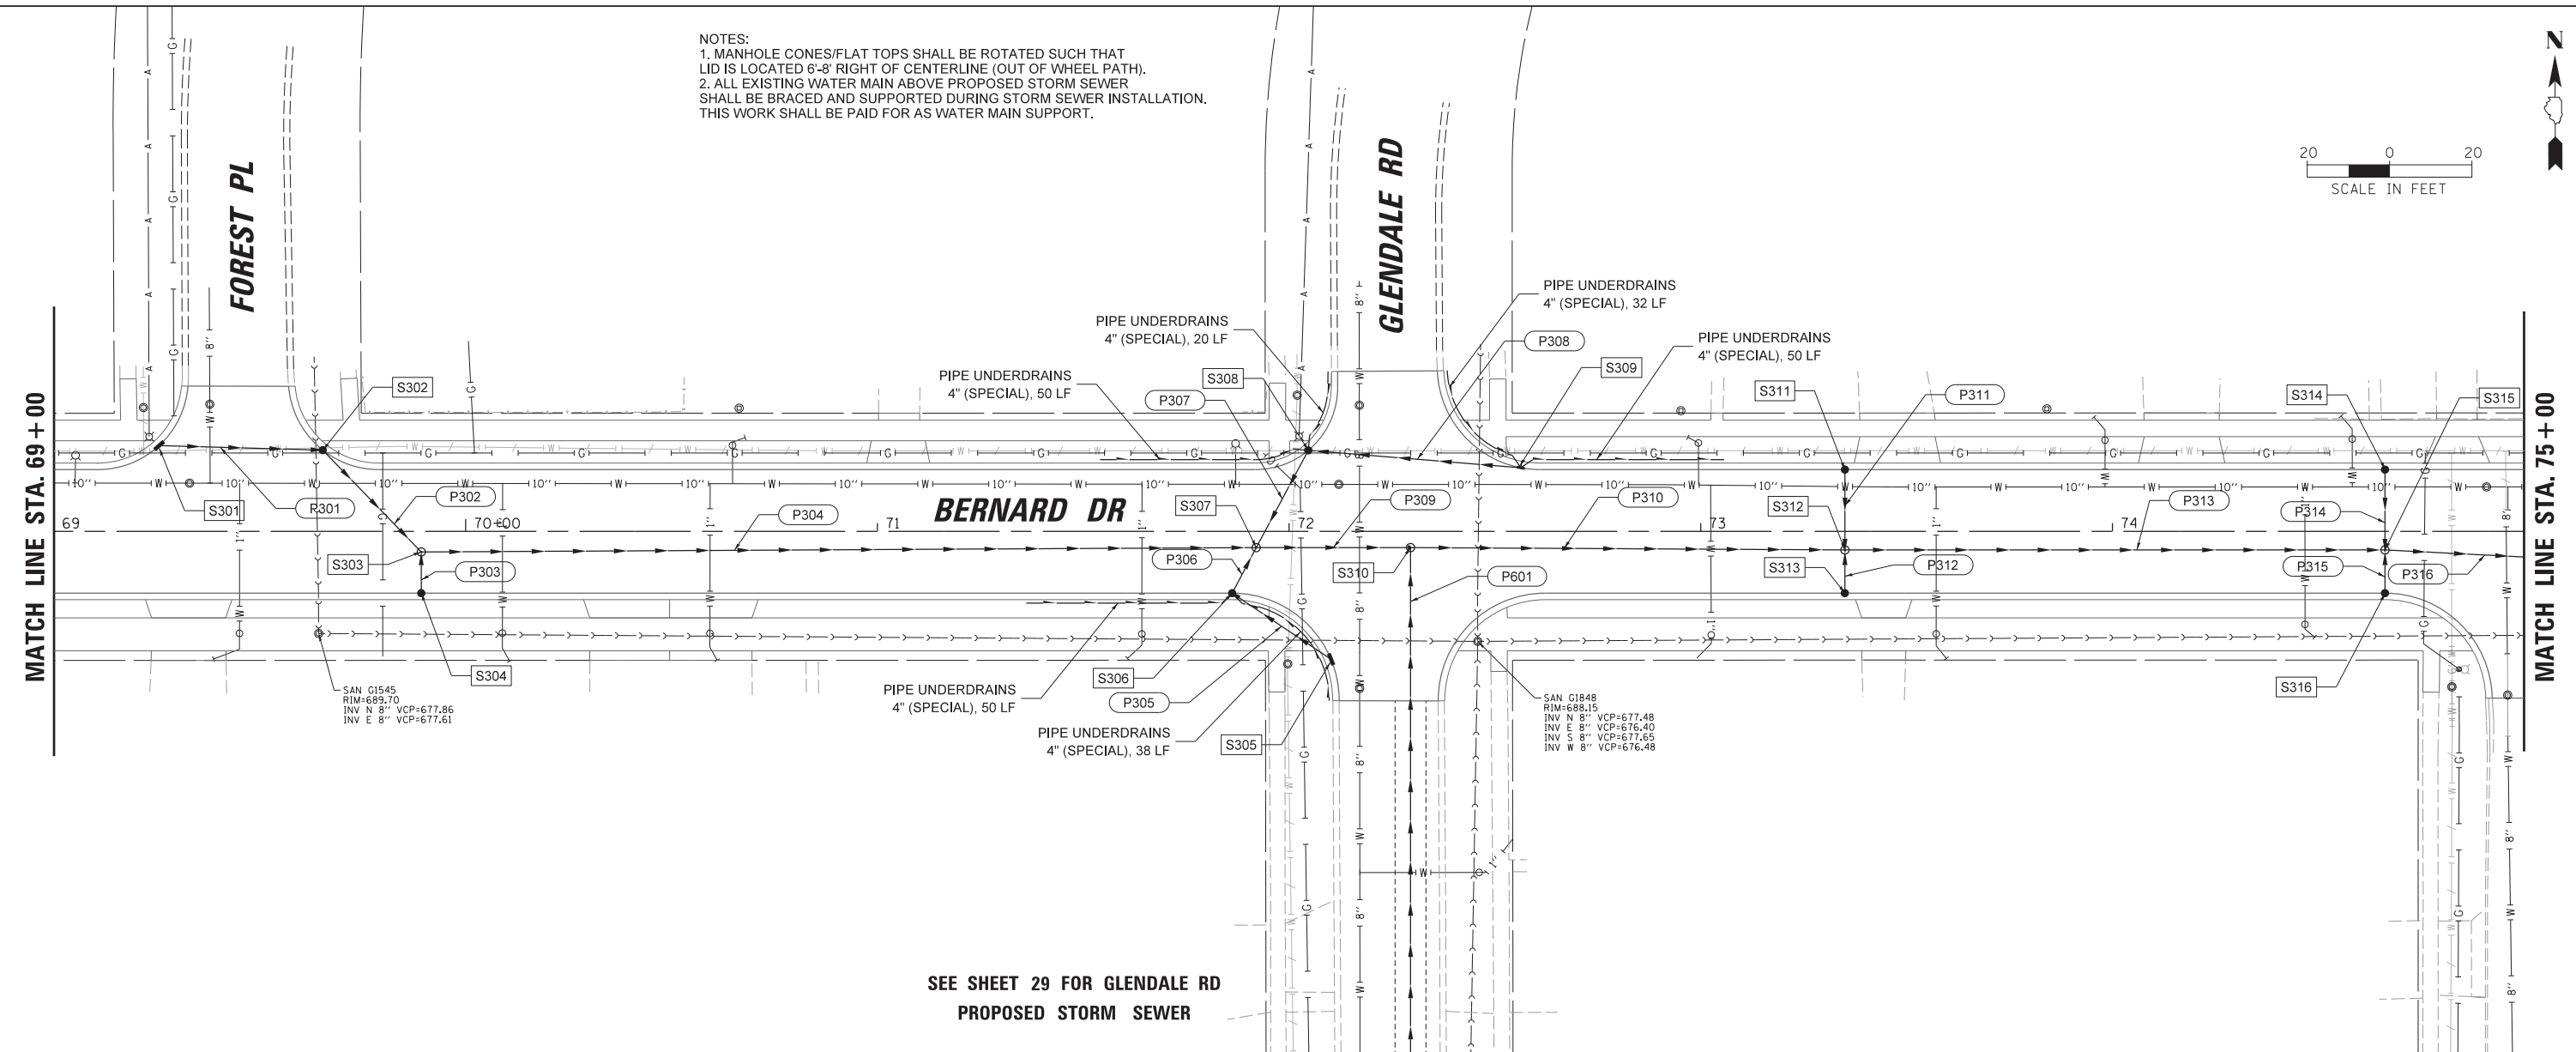 NOTES:
1. MANHOLE CONES/FLAT TOPS SHALL BE ROTATED SUCH THAT
LID IS LOCATED 6'-8' RIGHT OF CENTERLINE (OUT OF WHEEL PATH).
2. ALL EXISTING WATER MAIN ABOVE PROPOSED STORM SEWER
SHALL BE BRACED AND SUPPORTED DURING STORM SEWER INSTALLATION.
THIS WORK SHALL BE PAID FOR AS WATER MAIN SUPPORT.
N
20 0 20
SCALE IN FEET
FOREST PL
GLENDALE RD
BERNARD DR
MATCH LINE STA. 69+00
MATCH LINE STA. 75+00
PIPE UNDERDRAINS
4" (SPECIAL), 32 LF
PIPE UNDERDRAINS
4" (SPECIAL), 20 LF
PIPE UNDERDRAINS
4" (SPECIAL), 50 LF
PIPE UNDERDRAINS
4" (SPECIAL), 50 LF
P308
S309
S308
P307
S302
S311
P311
S314
S315
S301
P301
P302
P304
S307
P309
P310
S312
P313
P314
69
70+00
71
72
73
74
S303
P303
P306
S310
P601
S313
P312
P315
P316
S304
S306
P305
S305
S316
PIPE UNDERDRAINS
4" (SPECIAL), 50 LF
PIPE UNDERDRAINS
4" (SPECIAL), 38 LF
SAN G1545
RIM=689.70
INV N 8" VCP=677.86
INV E 8" VCP=677.61
SAN G1848
RIM=688.15
INV N 8" VCP=677.48
INV E 8" VCP=676.40
INV S 8" VCP=677.65
INV W 8" VCP=676.48
SEE SHEET 29 FOR GLENDALE RD
PROPOSED STORM SEWER